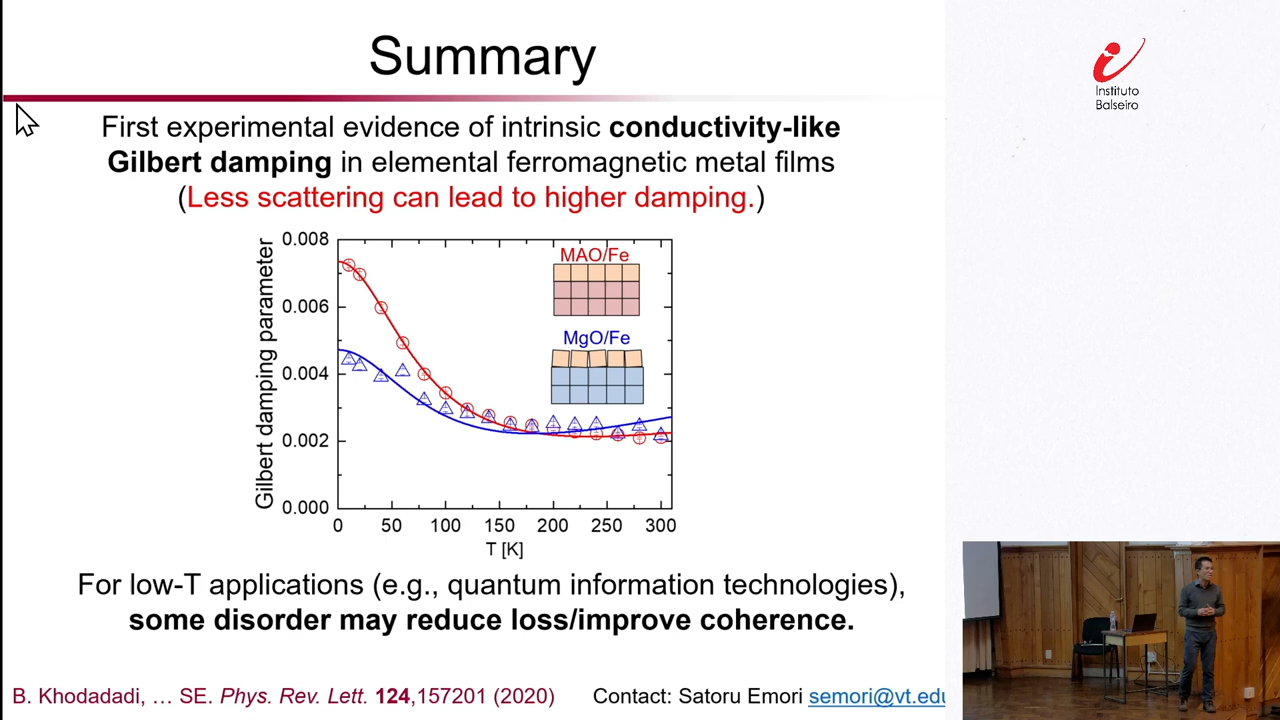 Summary
First experimental evidence of intrinsic conductivity-like
Gilbert damping in elemental ferromagnetic metal films
(Less scattering can lead to higher damping.)
Gilbert damping parameter
0.008
0.006
0.004
0.002
0.000
MAO/Fe
MgO/Fe
0 50 100 150 200 250 300
T [K]
For low-T applications (e.g., quantum information technologies),
some disorder may reduce loss/improve coherence.
B. Khodadadi, … SE. Phys. Rev. Lett. 124,157201 (2020)
Contact: Satoru Emori semori@vt.edu
Instituto
Balseiro